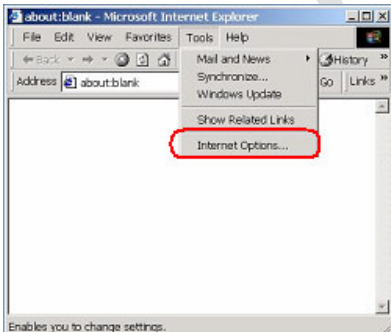 about:blank - Microsoft Internet Explorer
File Edit View Favorites Tools Help
Back History »
Address about:blank Go Links »
Mail and News
Synchronize...
Windows Update
Show Related Links
Internet Options...
Enables you to change settings.